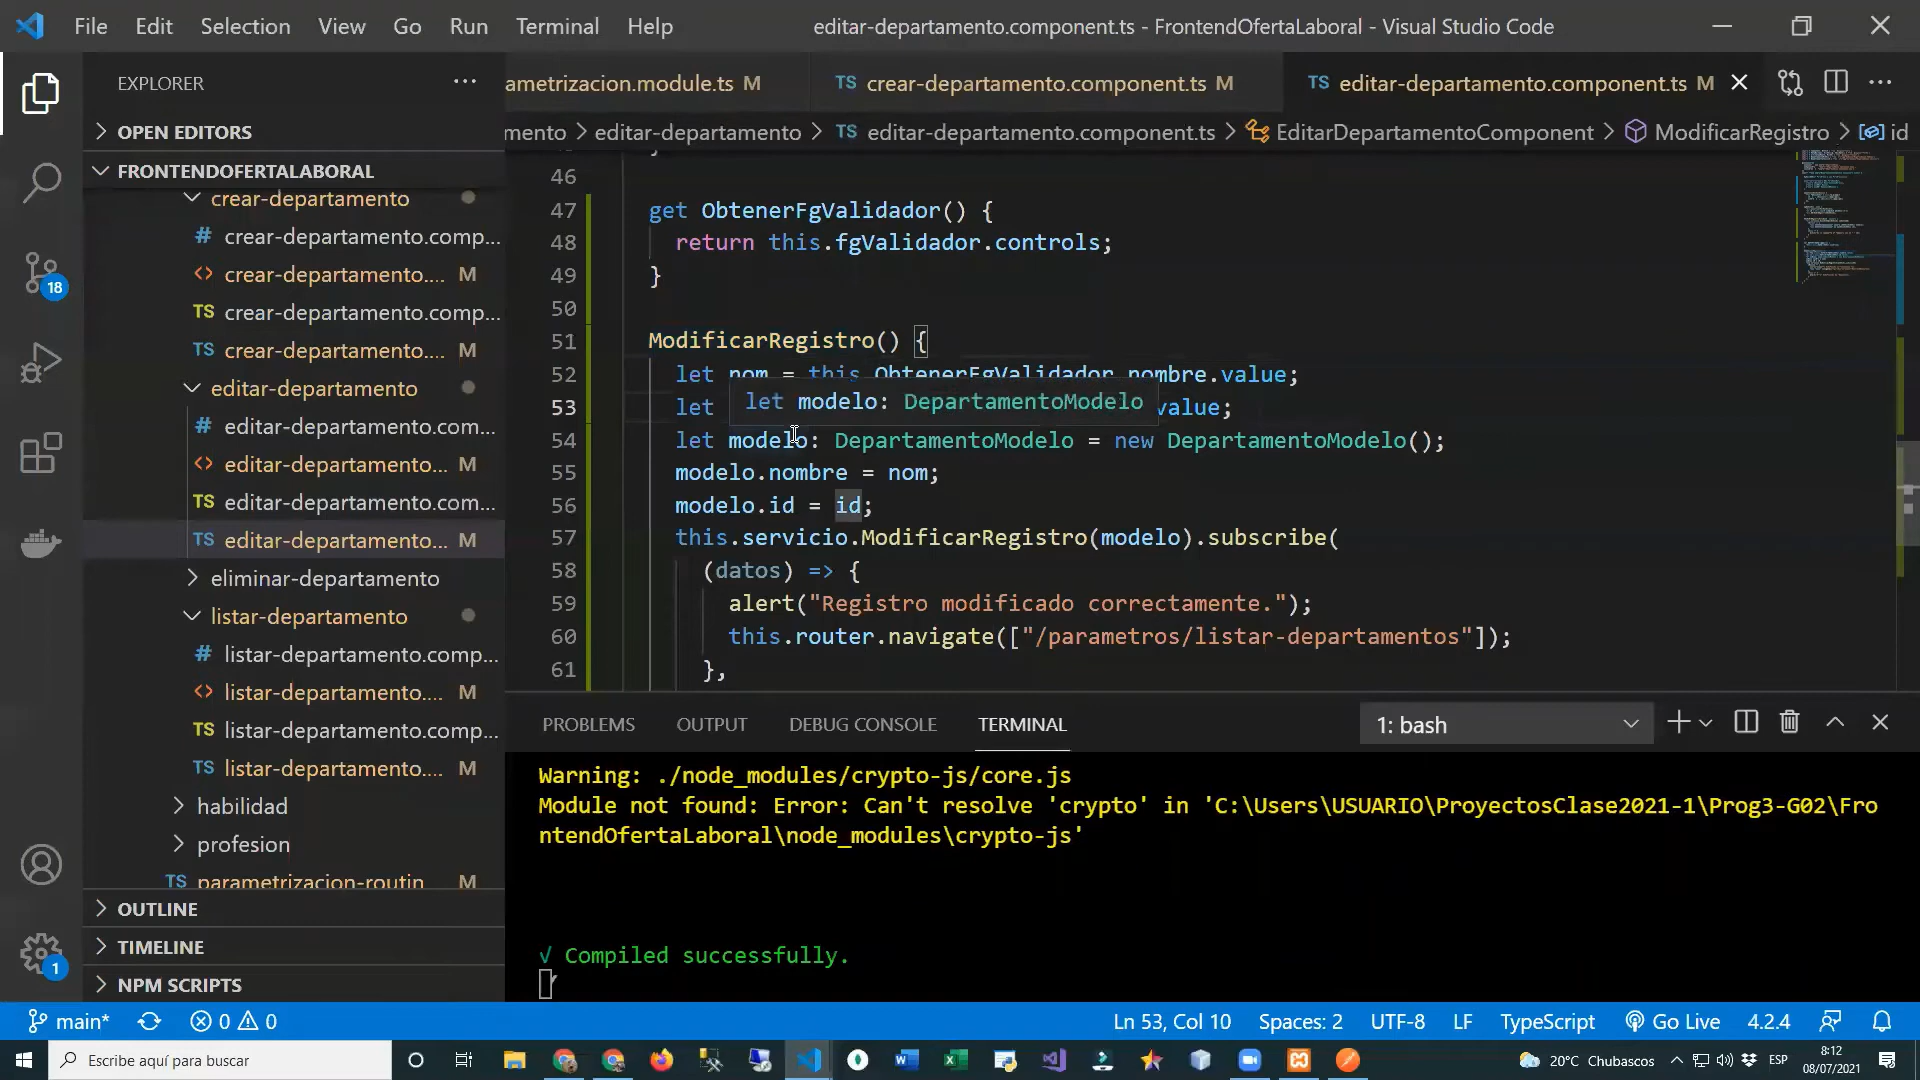 File Edit Selection View Go Run Terminal Help
editar-departamento.component.ts - FrontendOfertaLaboral - Visual Studio Code
EXPLORER
OPEN EDITORS
FRONTENDOFERTALABORAL
crear-departamento
# crear-departamento.comp...
<> crear-departamento.... M
TS crear-departamento.comp...
TS crear-departamento.... M
editar-departamento
# editar-departamento.com...
<> editar-departamento... M
TS editar-departamento.com...
TS editar-departamento... M
eliminar-departamento
listar-departamento
# listar-departamento.comp...
<> listar-departamento.... M
TS listar-departamento.comp...
TS listar-departamento.... M
habilidad
profesion
TS parametrizacion-routin M
OUTLINE
TIMELINE
NPM SCRIPTS
18
1
ametrizacion.module.ts M
TS crear-departamento.component.ts M
TS editar-departamento.component.ts M
mento > editar-departamento > TS editar-departamento.component.ts > EditarDepartamentoComponent > ModificarRegistro > id
46
47 get ObtenerFgValidador() {
48 return this.fgValidador.controls;
49 }
50
51 ModificarRegistro() {
52 let nom = this.ObtenerFgValidador.nombre.value;
let modelo: DepartamentoModelo
53 let value;
54 let modelo: DepartamentoModelo = new DepartamentoModelo();
55 modelo.nombre = nom;
56 modelo.id = id;
57 this.servicio.ModificarRegistro(modelo).subscribe(
58 (datos) => {
59 alert("Registro modificado correctamente.");
60 this.router.navigate(["/parametros/listar-departamentos"]);
61 },
PROBLEMS OUTPUT DEBUG CONSOLE TERMINAL
1: bash
Warning: ./node_modules/crypto-js/core.js
Module not found: Error: Can't resolve 'crypto' in 'C:\Users\USUARIO\ProyectosClase2021-1\Prog3-G02\Fro
ntendOfertaLaboral\node_modules\crypto-js'
√ Compiled successfully.
main* 0 0
Ln 53, Col 10 Spaces: 2 UTF-8 LF TypeScript Go Live 4.2.4
Escribe aquí para buscar
20°C Chubascos
ESP
8:12
08/07/2021